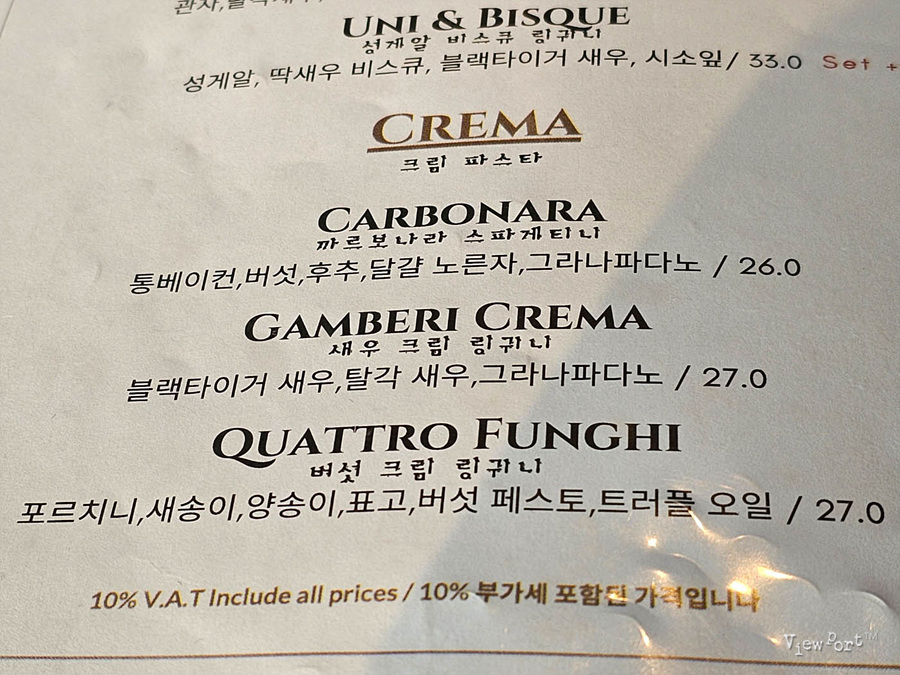 관자,
UNI & BISQUE
성게알 비스큐 링귀니
성게알, 딱새우 비스큐, 블랙타이거 새우, 시소잎/ 33.0 Set +
CREMA
크림 파스타
CARBONARA
까르보나라 스파게티니
통베이컨,버섯,후추,달걀 노른자,그라나파다노 / 26.0
GAMBERI CREMA
새우 크림 링귀니
블랙타이거 새우,탈각 새우,그라나파다노 / 27.0
QUATTRO FUNGHI
버섯 크림 링귀니
포르치니,새송이,양송이,표고,버섯 페스토,트러플 오일 / 27.0
10% V.A.T Include all prices / 10% 부가세 포함된 가격입니다
ViewPort™